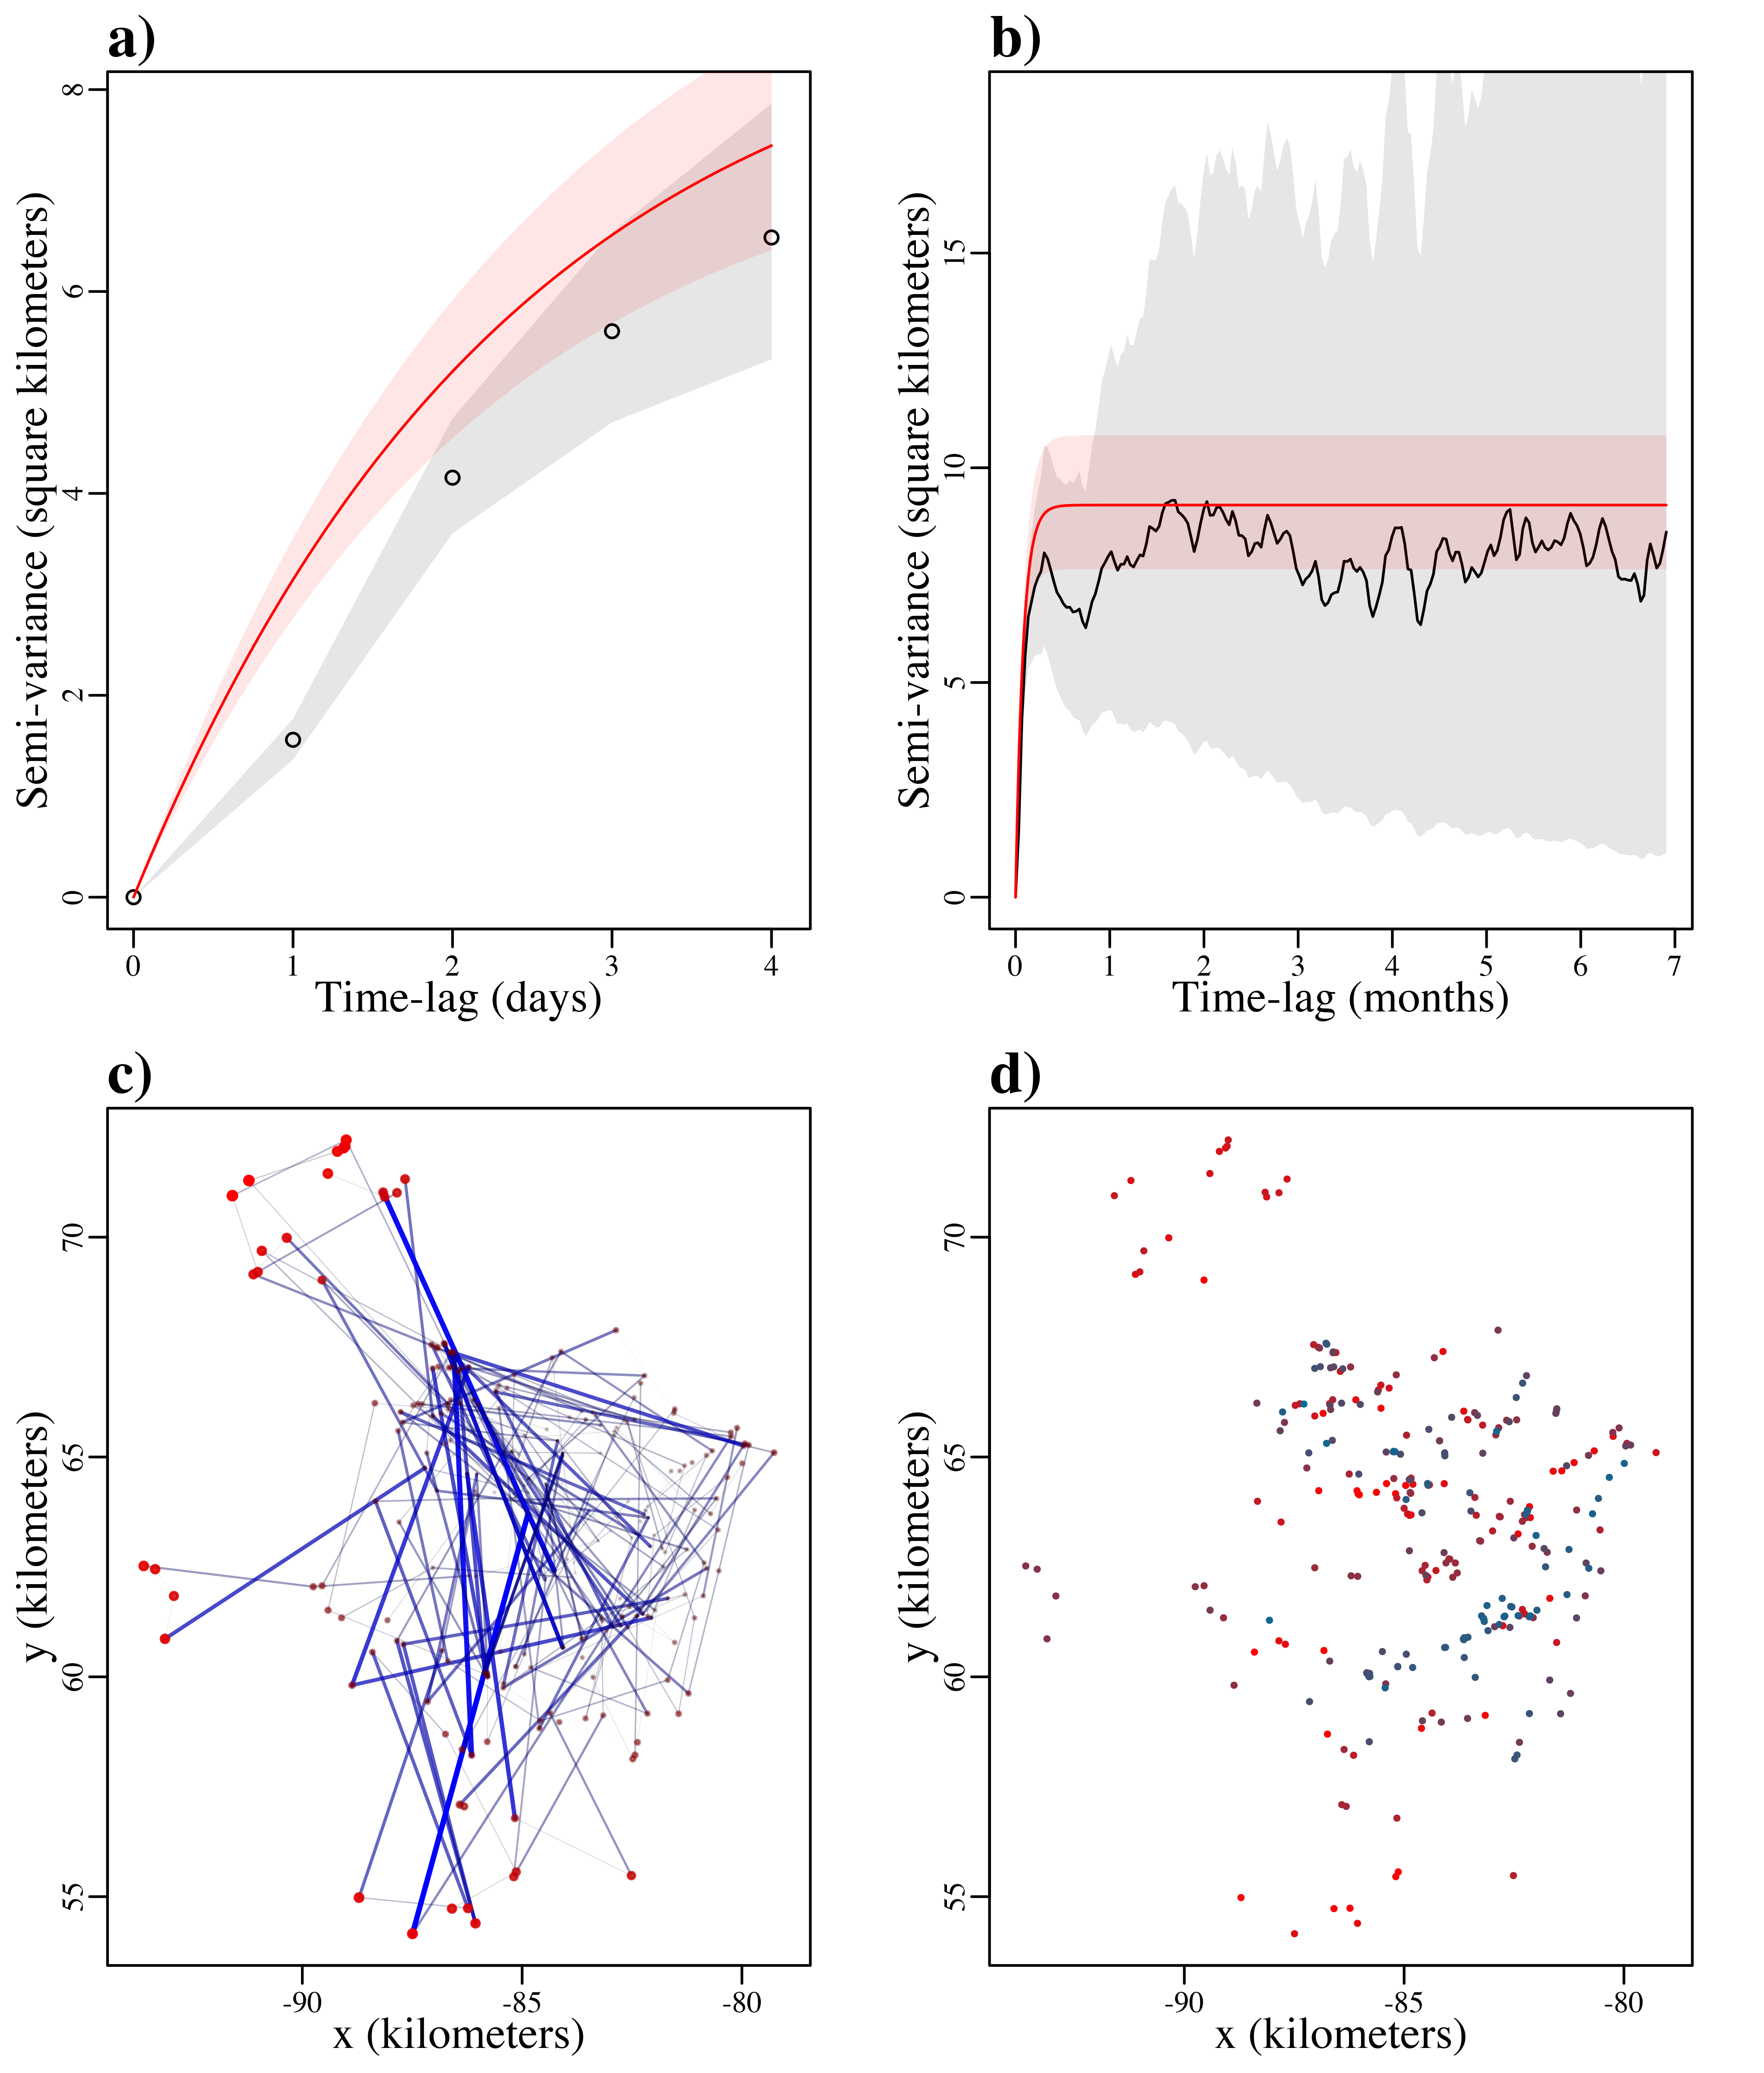 a)
Semi-variance (square kilometers)
0 2 4 6 8
0 1 2 3 4
Time-lag (days)
b)
Semi-variance (square kilometers)
0 5 10 15
0 1 2 3 4 5 6 7
Time-lag (months)
c)
y (kilometers)
55 60 65 70
-90 -85 -80
x (kilometers)
d)
y (kilometers)
55 60 65 70
-90 -85 -80
x (kilometers)